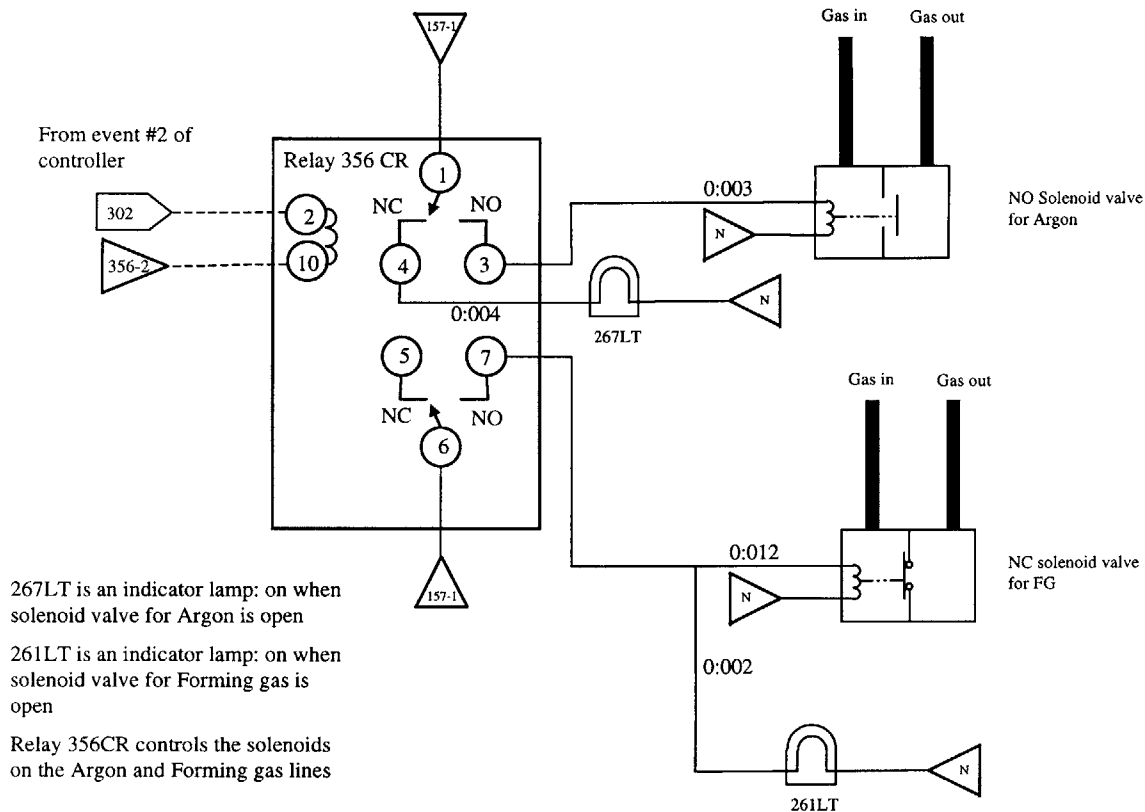 157-1
Gas in
Gas out
From event #2 of
controller
Relay 356 CR
1
302
2
NC
NO
0:003
N
NO Solenoid valve
for Argon
356-2
10
4
3
0:004
N
267LT
5
7
NC
NO
6
Gas in
Gas out
0:012
N
NC solenoid valve
for FG
157-1
267LT is an indicator lamp: on when
solenoid valve for Argon is open
261LT is an indicator lamp: on when
solenoid valve for Forming gas is
open
0:002
Relay 356CR controls the solenoids
on the Argon and Forming gas lines
N
261LT